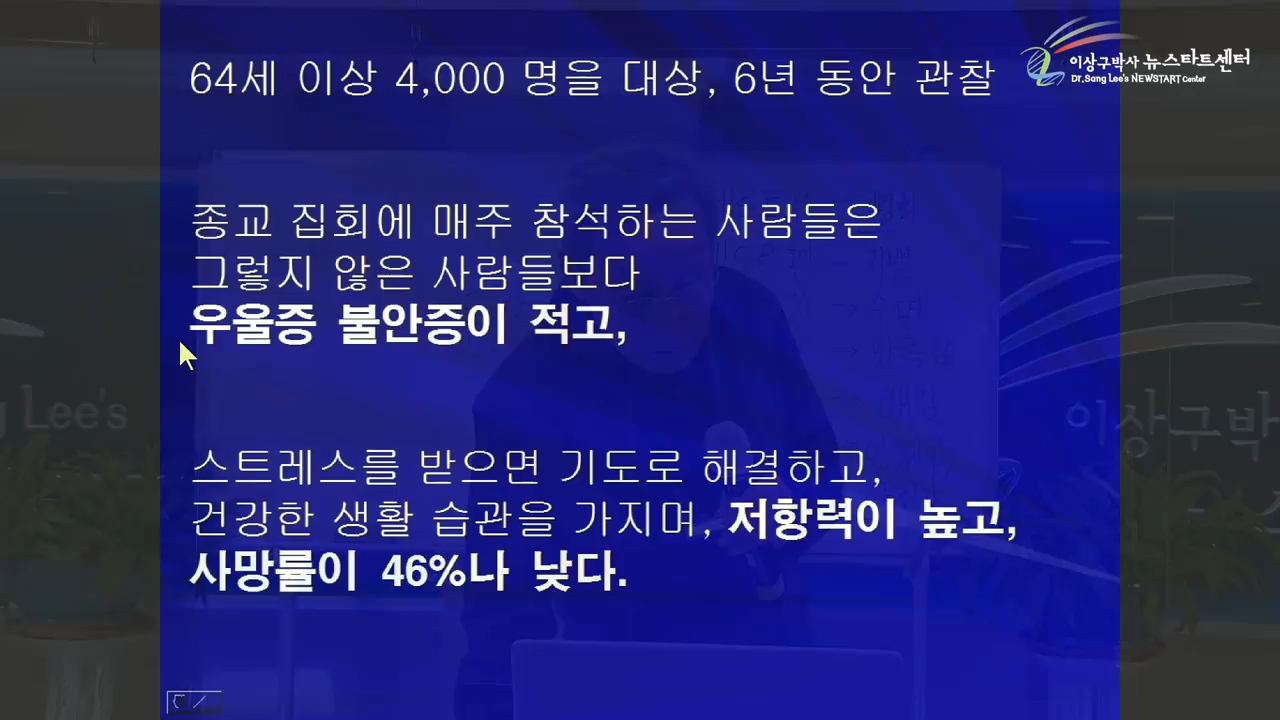 64세 이상 4,000 명을 대상, 6년 동안 관찰
이상구박사 뉴스타트센터
Dr.Sang Lee's NEWSTART Center
종교 집회에 매주 참석하는 사람들은
그렇지 않은 사람들보다
우울증 불안증이 적고,
Lee's
이상구박
스트레스를 받으면 기도로 해결하고,
건강한 생활 습관을 가지며, 저항력이 높고,
사망률이 46%나 낮다.